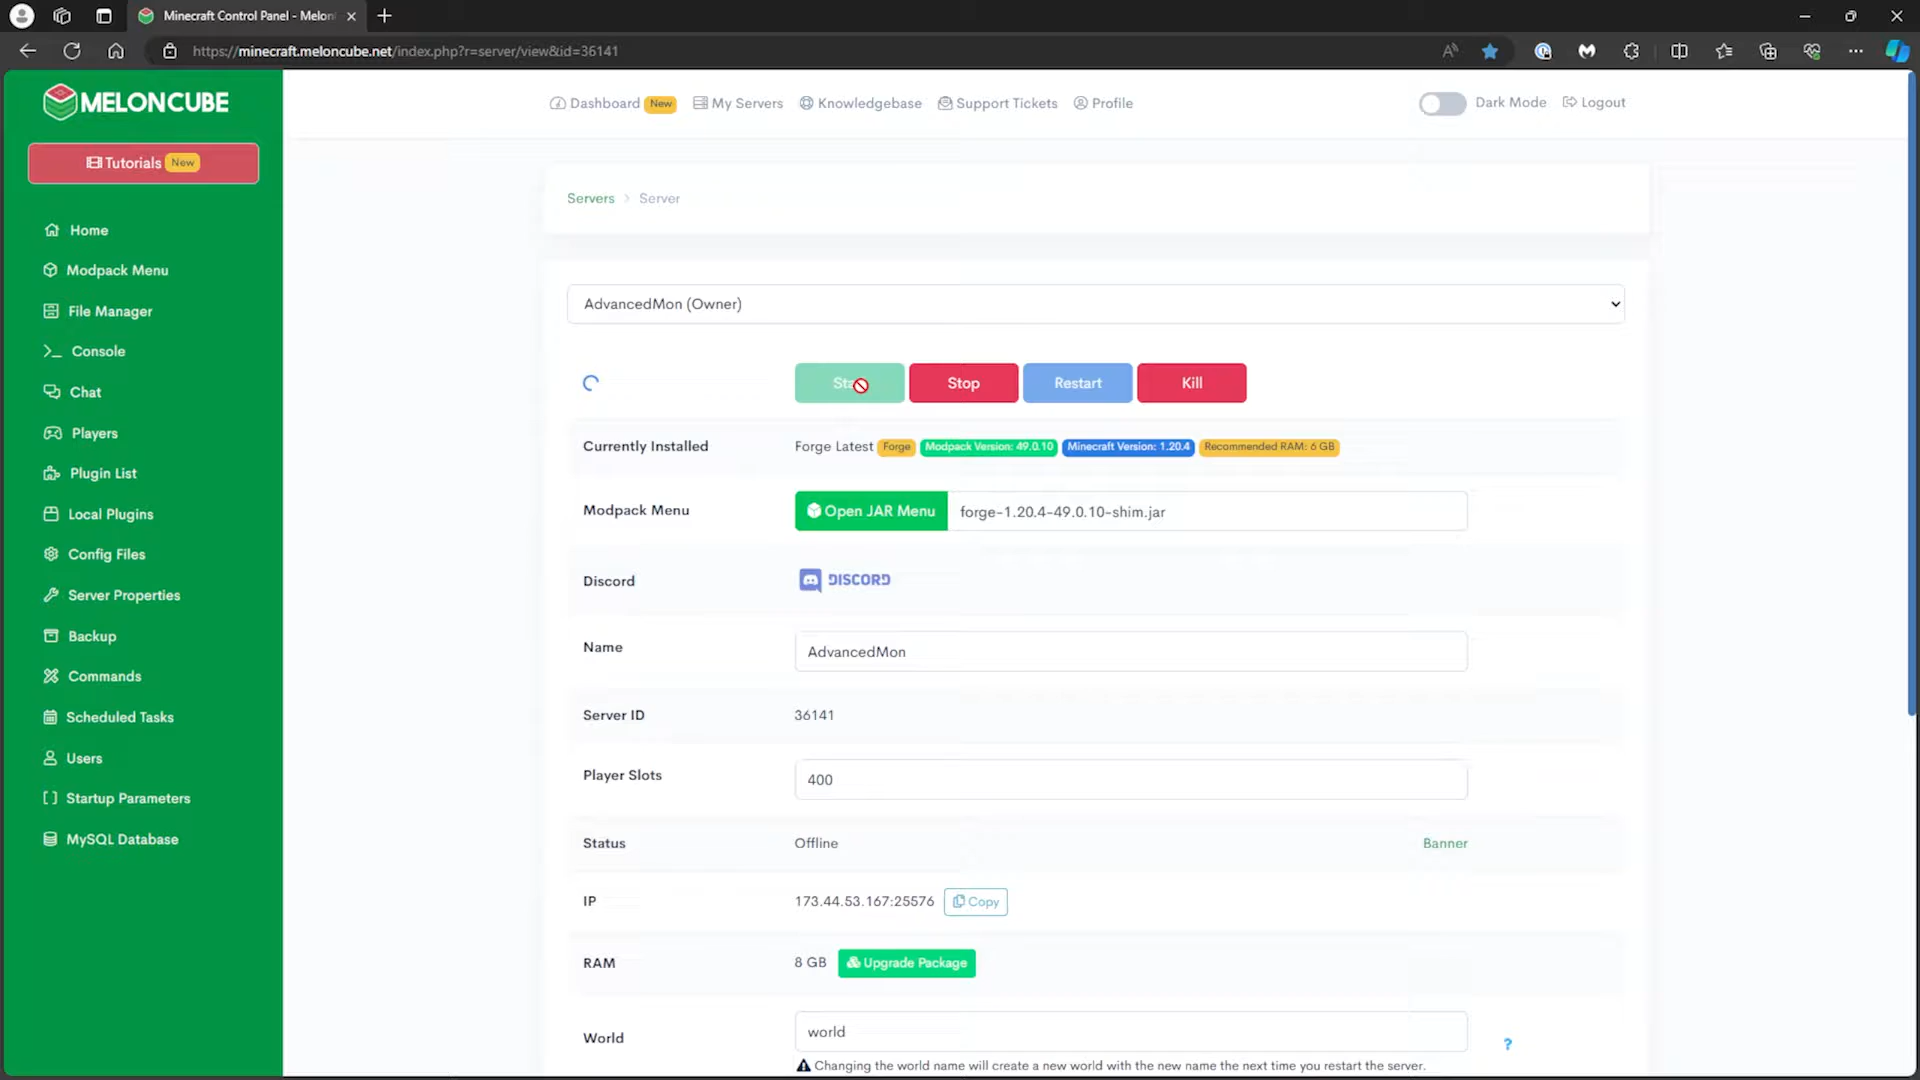 Minecraft Control Panel - Melon
https://minecraft.meloncube.net/index.php?r=server/view&id=36141
MELONCUBE
Tutorials New
Home
Modpack Menu
File Manager
Console
Chat
Players
Plugin List
Local Plugins
Config Files
Server Properties
Backup
Commands
Scheduled Tasks
Users
Startup Parameters
MySQL Database
Dashboard New My Servers Knowledgebase Support Tickets Profile Dark Mode Logout
Servers > Server
AdvancedMon (Owner)
Stop Restart Kill
Currently Installed Forge Latest Forge Modpack Version: 49.0.10 Minecraft Version: 1.20.4 Recommended RAM: 6 GB
Modpack Menu Open JAR Menu forge-1.20.4-49.0.10-shim.jar
Discord DISCORD
Name AdvancedMon
Server ID 36141
Player Slots 400
Status Offline Banner
IP 173.44.53.167:25576 Copy
RAM 8 GB Upgrade Package
World world ?
Changing the world name will create a new world with the new name the next time you restart the server.